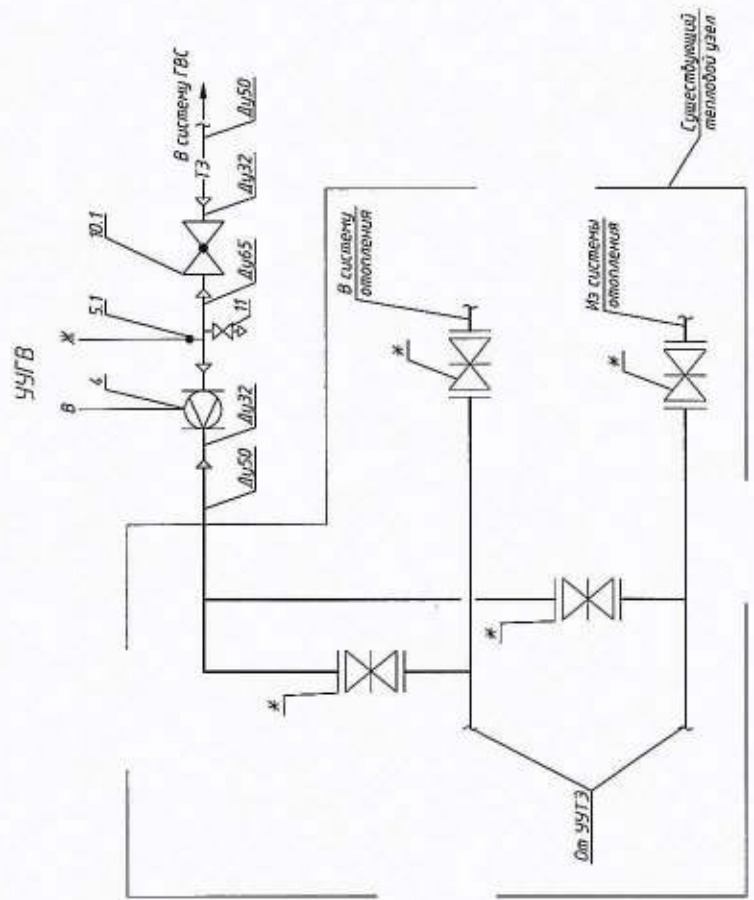 УУГВ
В
Ж
4
5.1
10.1
В систему ГВС
Т3
Ду50
Ду32
11
Ду65
Ду32
Ду50
*
В систему
отопления
*
*
Из системы
отопления
*
От УУТЭ
Существующий
тепловой узел